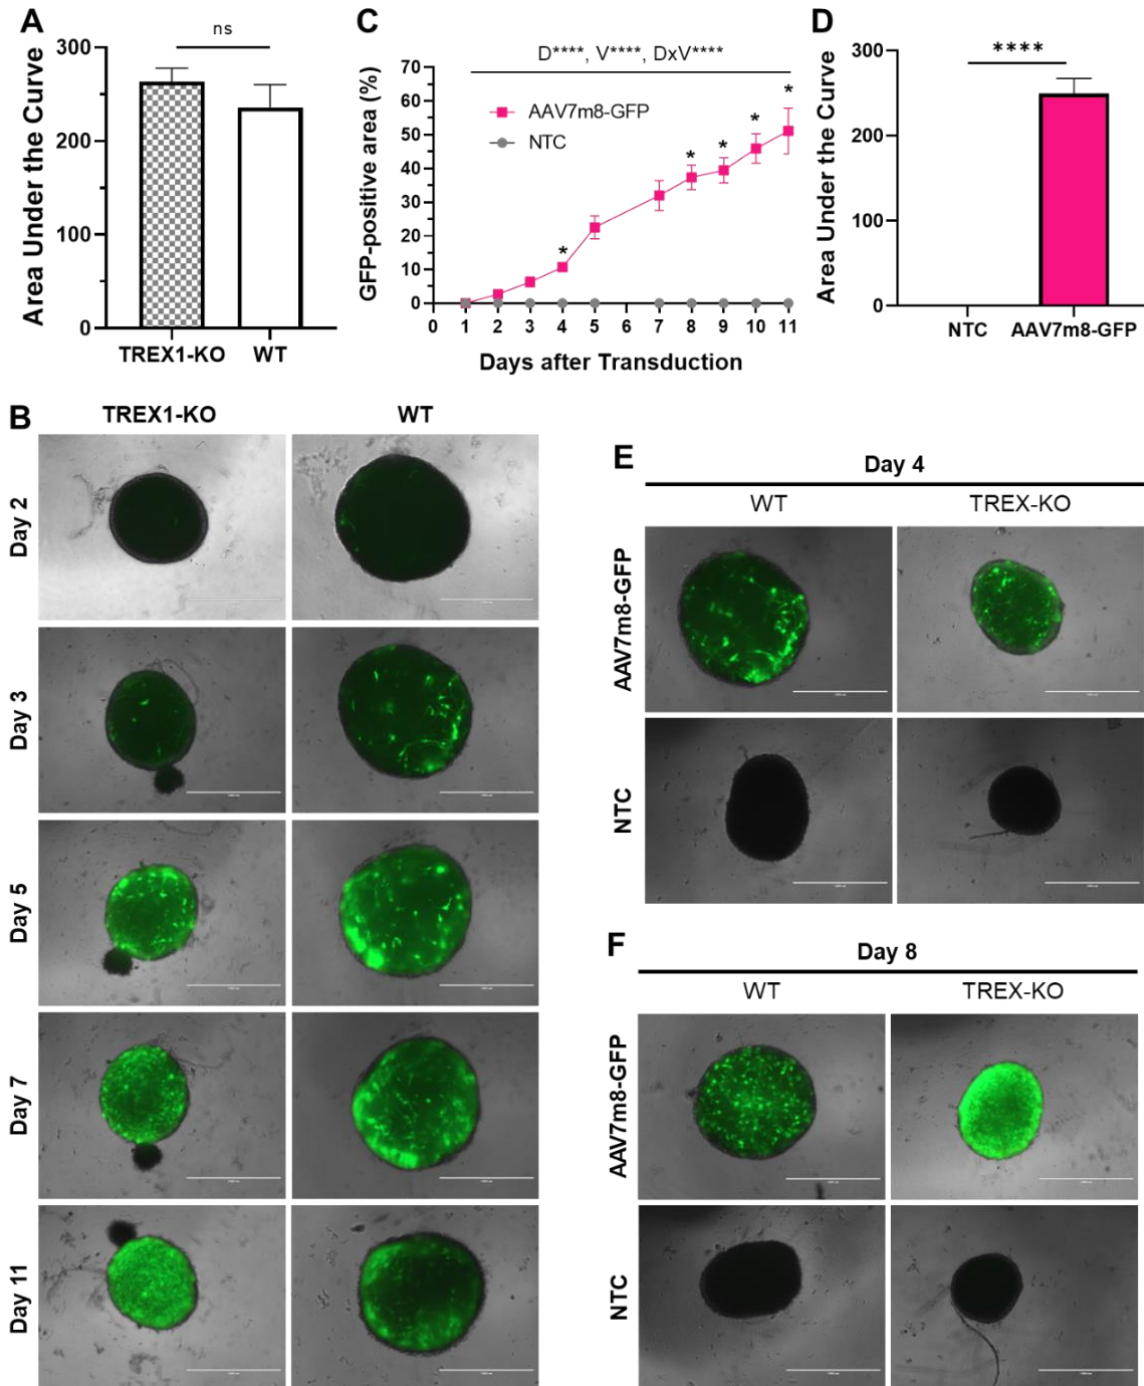 A
ns
Area Under the Curve
300
200
100
0
TREX1-KO WT
C
D****, V****, DxV****
GFP-positive area (%)
70
60
50
40
30
20
10
0
AAV7m8-GFP
NTC
*
*
*
*
*
0 1 2 3 4 5 6 7 8 9 10 11
Days after Transduction
D
****
Area Under the Curve
300
200
100
0
NTC AAV7m8-GFP
B
TREX1-KO WT
Day 2
Day 3
Day 5
Day 7
Day 11
E
Day 4
WT TREX-KO
AAV7m8-GFP
NTC
F
Day 8
WT TREX-KO
AAV7m8-GFP
NTC